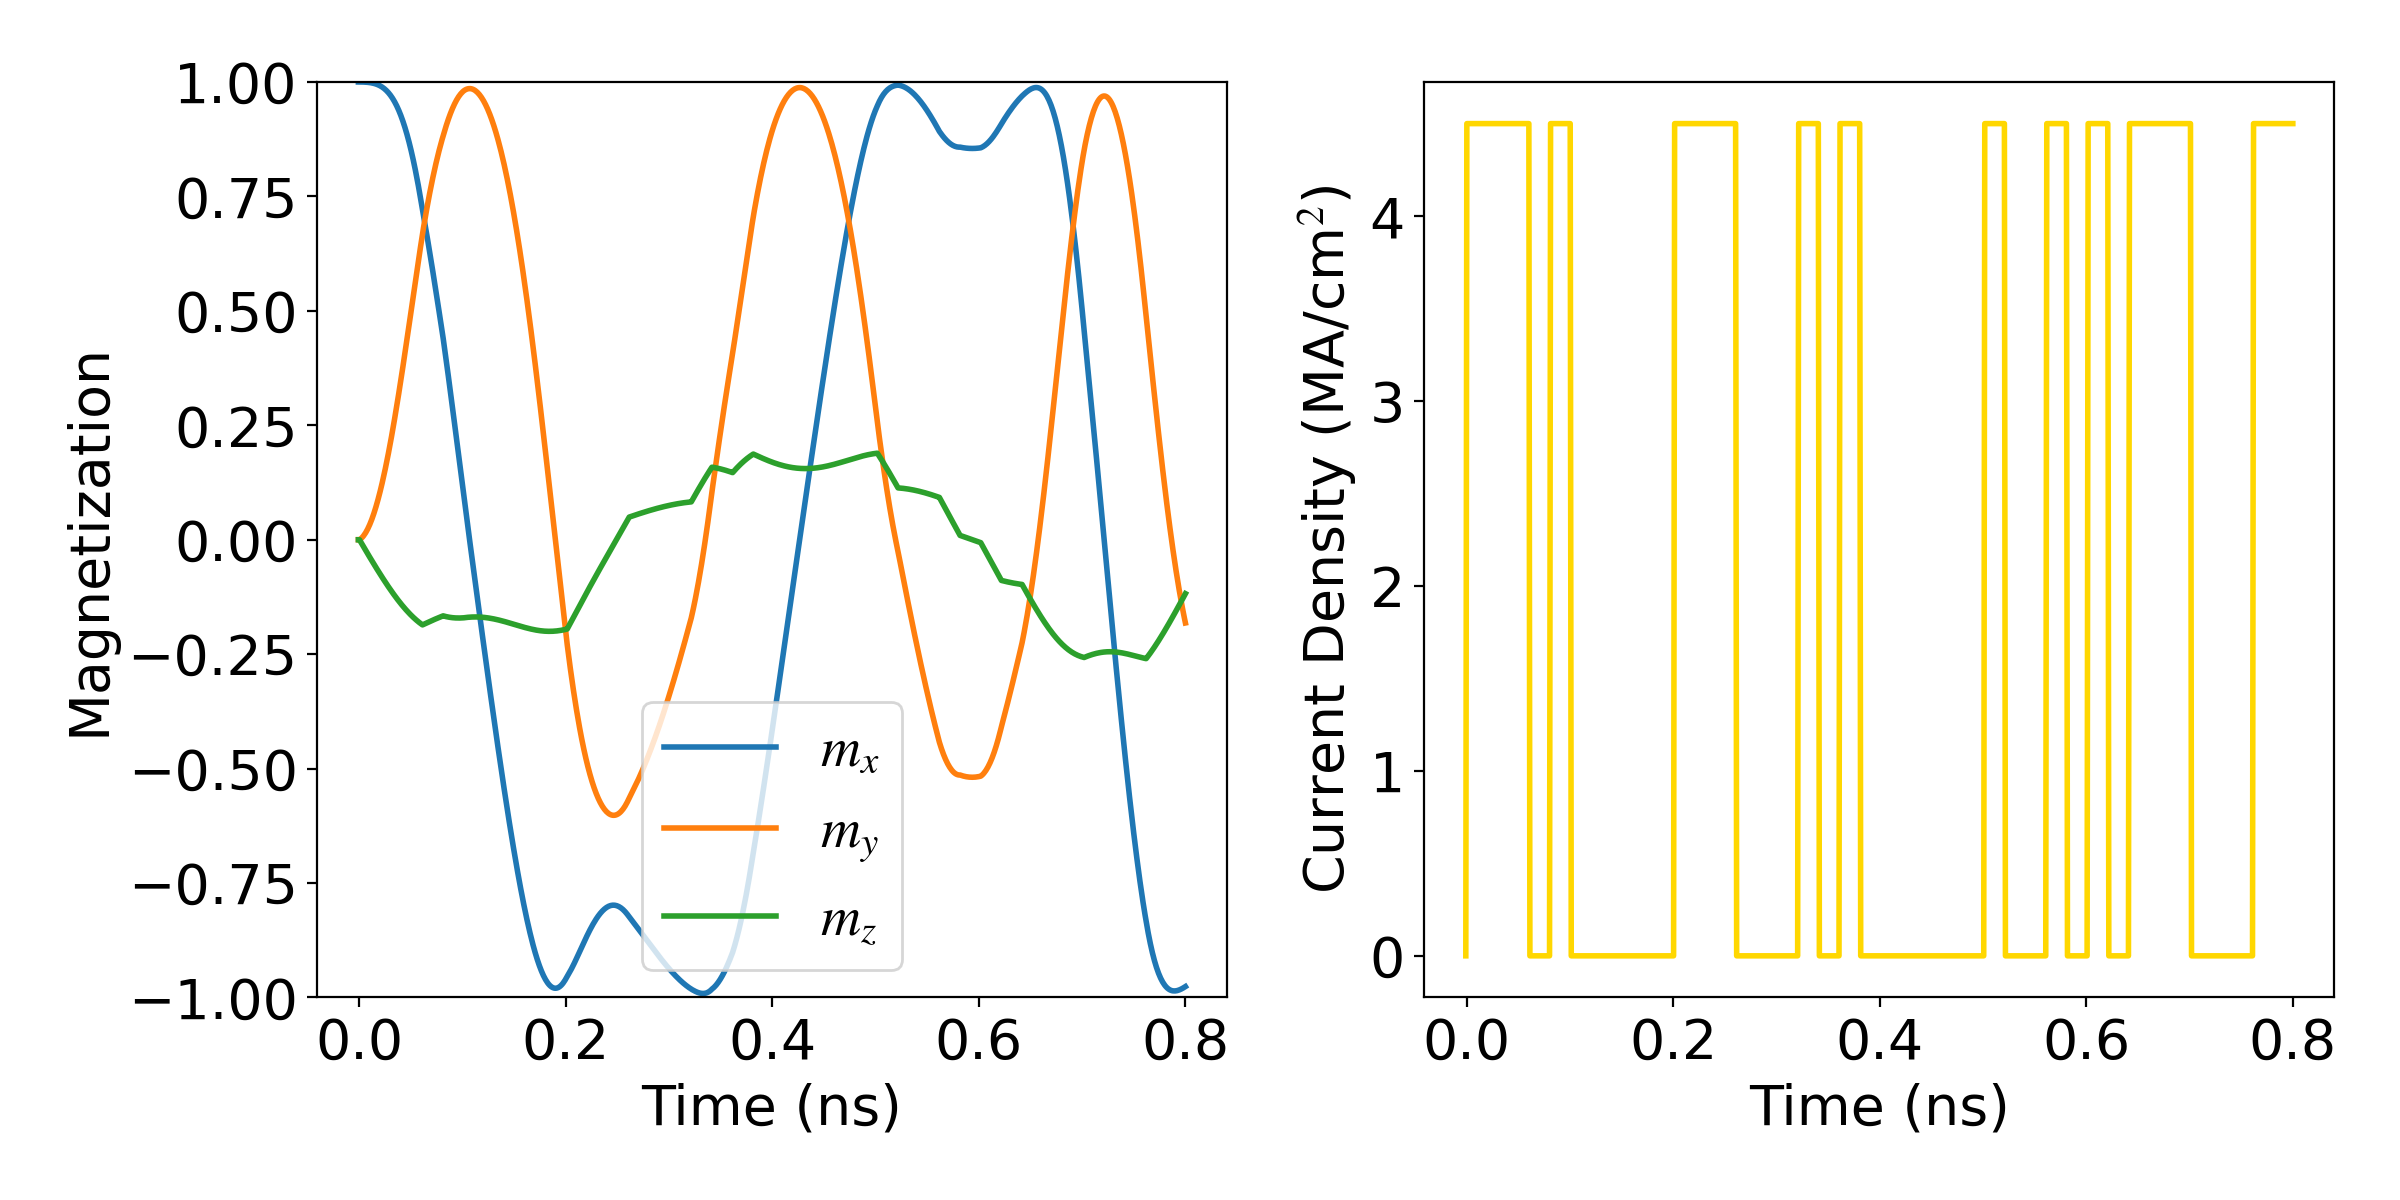 Magnetization
1.00
0.75
0.50
0.25
0.00
−0.25
−0.50
−0.75
−1.00
0.0 0.2 0.4 0.6 0.8
Time (ns)
m_x
m_y
m_z
Current Density (MA/cm²)
4
3
2
1
0
0.0 0.2 0.4 0.6 0.8
Time (ns)